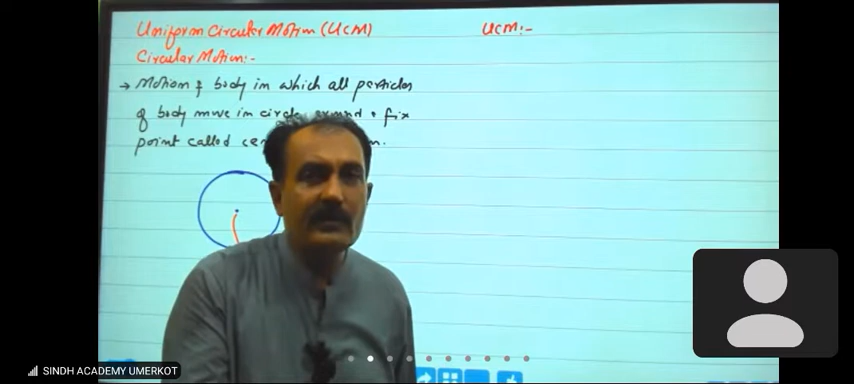 Uniform Circular Motion (UCM)
UCM:-
Circular Motion:-
→ Motion of body in which all particles
of body move in circle around a fix
point called
SINDH ACADEMY UMERKOT